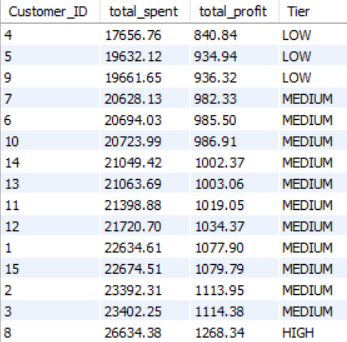 Customer_ID total_spent total_profit Tier
4 17656.76 840.84 LOW
5 19632.12 934.94 LOW
9 19661.65 936.32 LOW
7 20628.13 982.33 MEDIUM
6 20694.03 985.50 MEDIUM
10 20723.99 986.91 MEDIUM
14 21049.42 1002.37 MEDIUM
13 21063.69 1003.06 MEDIUM
11 21398.88 1019.05 MEDIUM
12 21720.70 1034.37 MEDIUM
1 22634.61 1077.90 MEDIUM
15 22674.51 1079.79 MEDIUM
2 23392.31 1113.95 MEDIUM
3 23402.25 1114.38 MEDIUM
8 26634.38 1268.34 HIGH